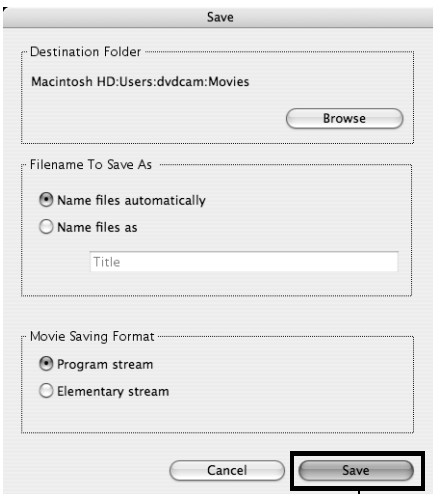 Save
Destination Folder
Macintosh HD:Users:dvdcam:Movies
Browse
Filename To Save As
Name files automatically
Name files as
Title
Movie Saving Format
Program stream
Elementary stream
Cancel Save